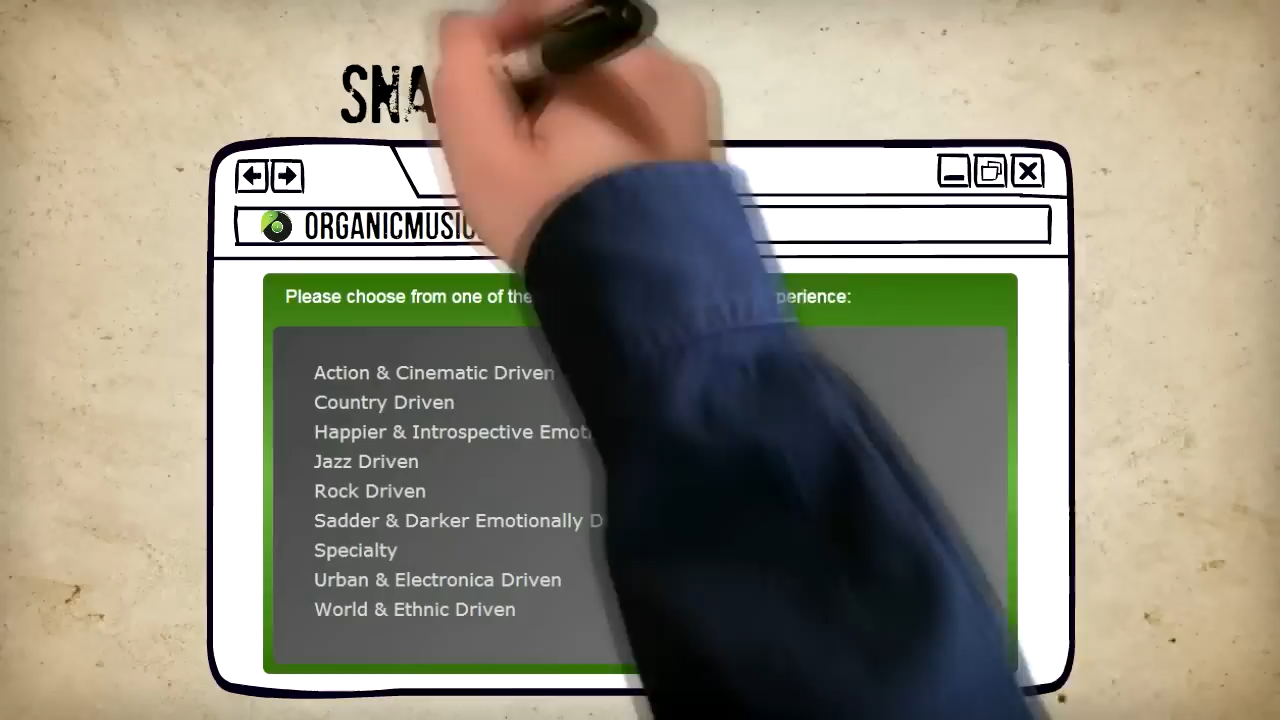 SNA
ORGANICMUSIC
Please choose from one of the perience:
Action & Cinematic Driven
Country Driven
Happier & Introspective Emoti
Jazz Driven
Rock Driven
Sadder & Darker Emotionally D
Specialty
Urban & Electronica Driven
World & Ethnic Driven